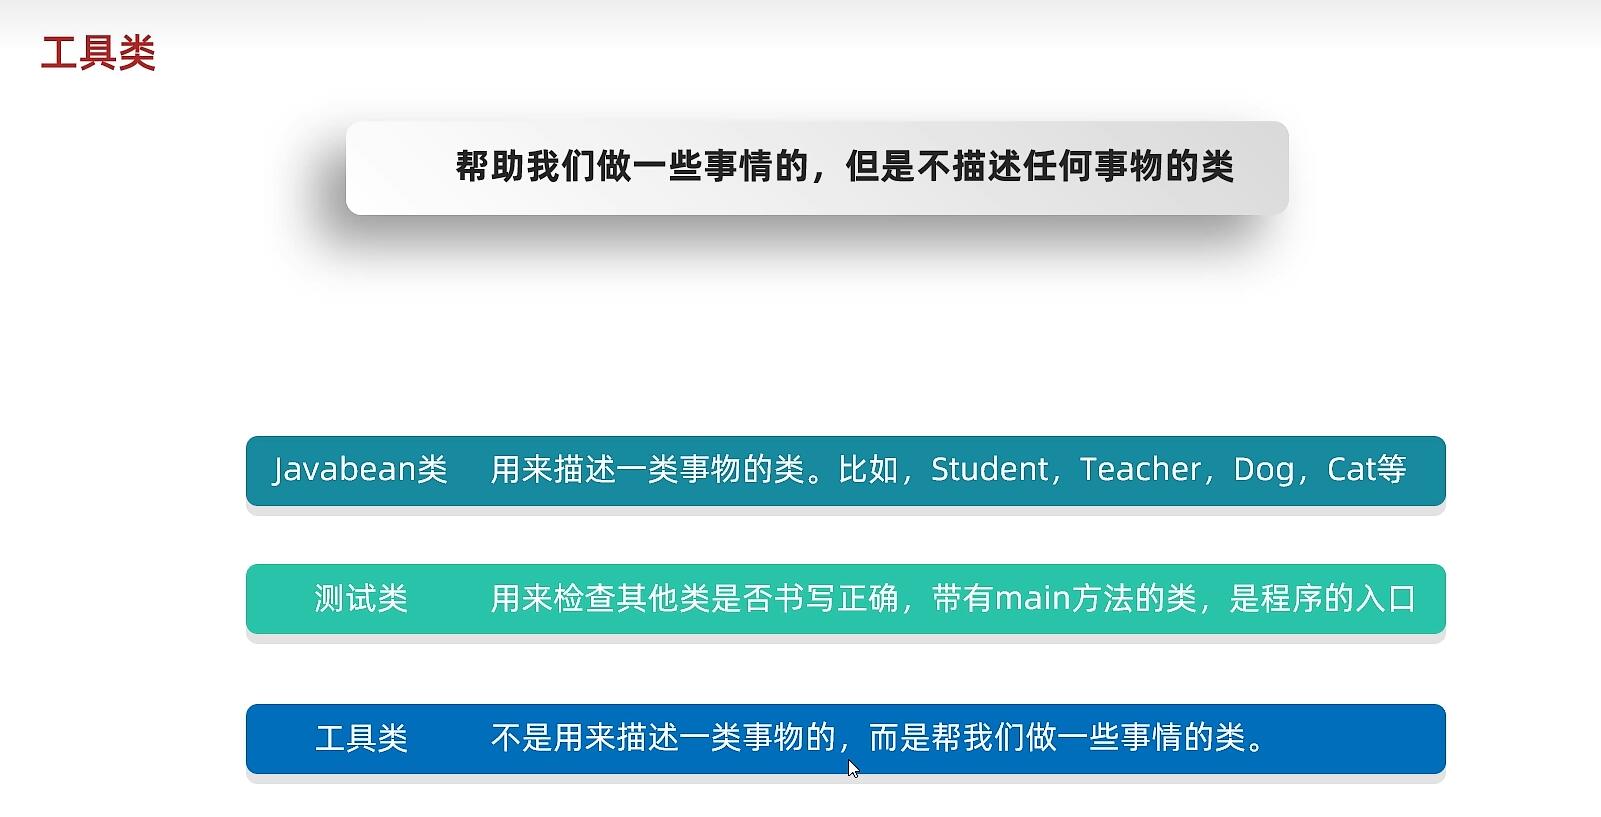 工具类
帮助我们做一些事情的，但是不描述任何事物的类
Javabean类 用来描述一类事物的类。比如，Student，Teacher，Dog，Cat等
测试类 用来检查其他类是否书写正确，带有main方法的类，是程序的入口
工具类 不是用来描述一类事物的，而是帮我们做一些事情的类。